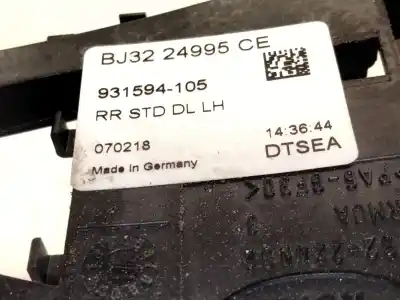 BJ32 24995 CE
931594-105
RR STD DL LH
070218
14:36:44
Made in Germany
DTSEA